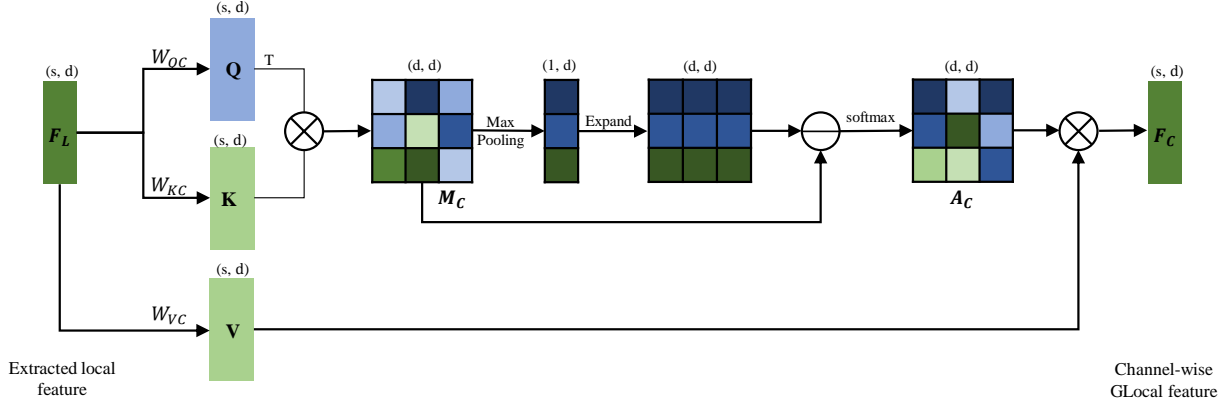 (s, d)
F_L
W_QC
W_KC
W_VC
(s, d)
Q
T
(s, d)
K
(s, d)
V
(d, d)
M_C
Max
Pooling
(1, d)
Expand
(d, d)
softmax
(d, d)
A_C
(s, d)
F_C
Extracted local
feature
Channel-wise
GLocal feature